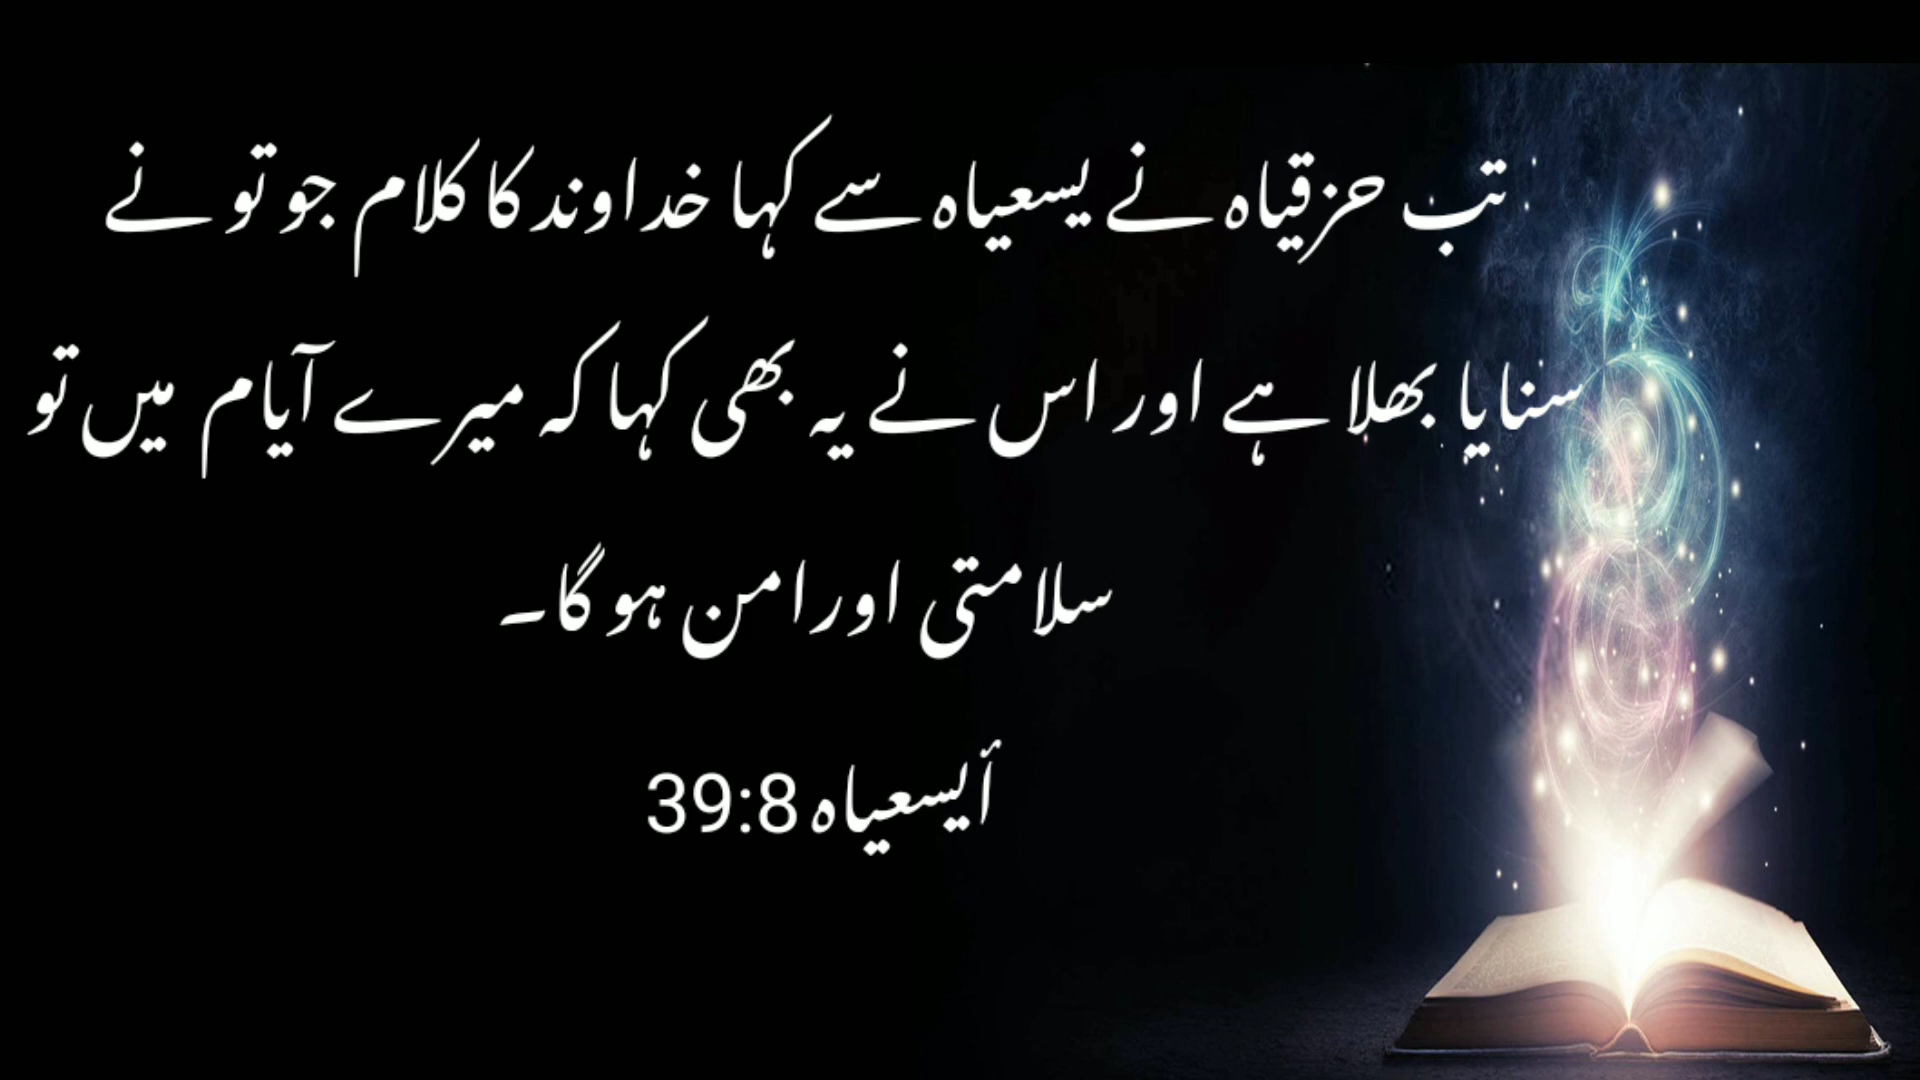 تب حزقیاہ نے یسعیاہ سے کہا خداوند کا کلام جو تو نے
سنایا بھلا ہے اور اس نے یہ بھی کہا کہ میرے آیام میں تو
سلامتی اور امن ہو گا۔
أیسعیاہ 39:8